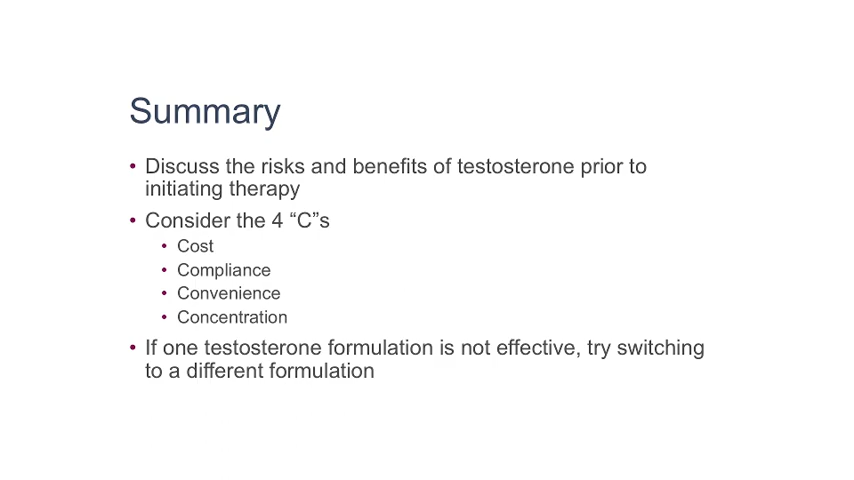 Summary
• Discuss the risks and benefits of testosterone prior to
initiating therapy
• Consider the 4 “C”s
• Cost
• Compliance
• Convenience
• Concentration
• If one testosterone formulation is not effective, try switching
to a different formulation